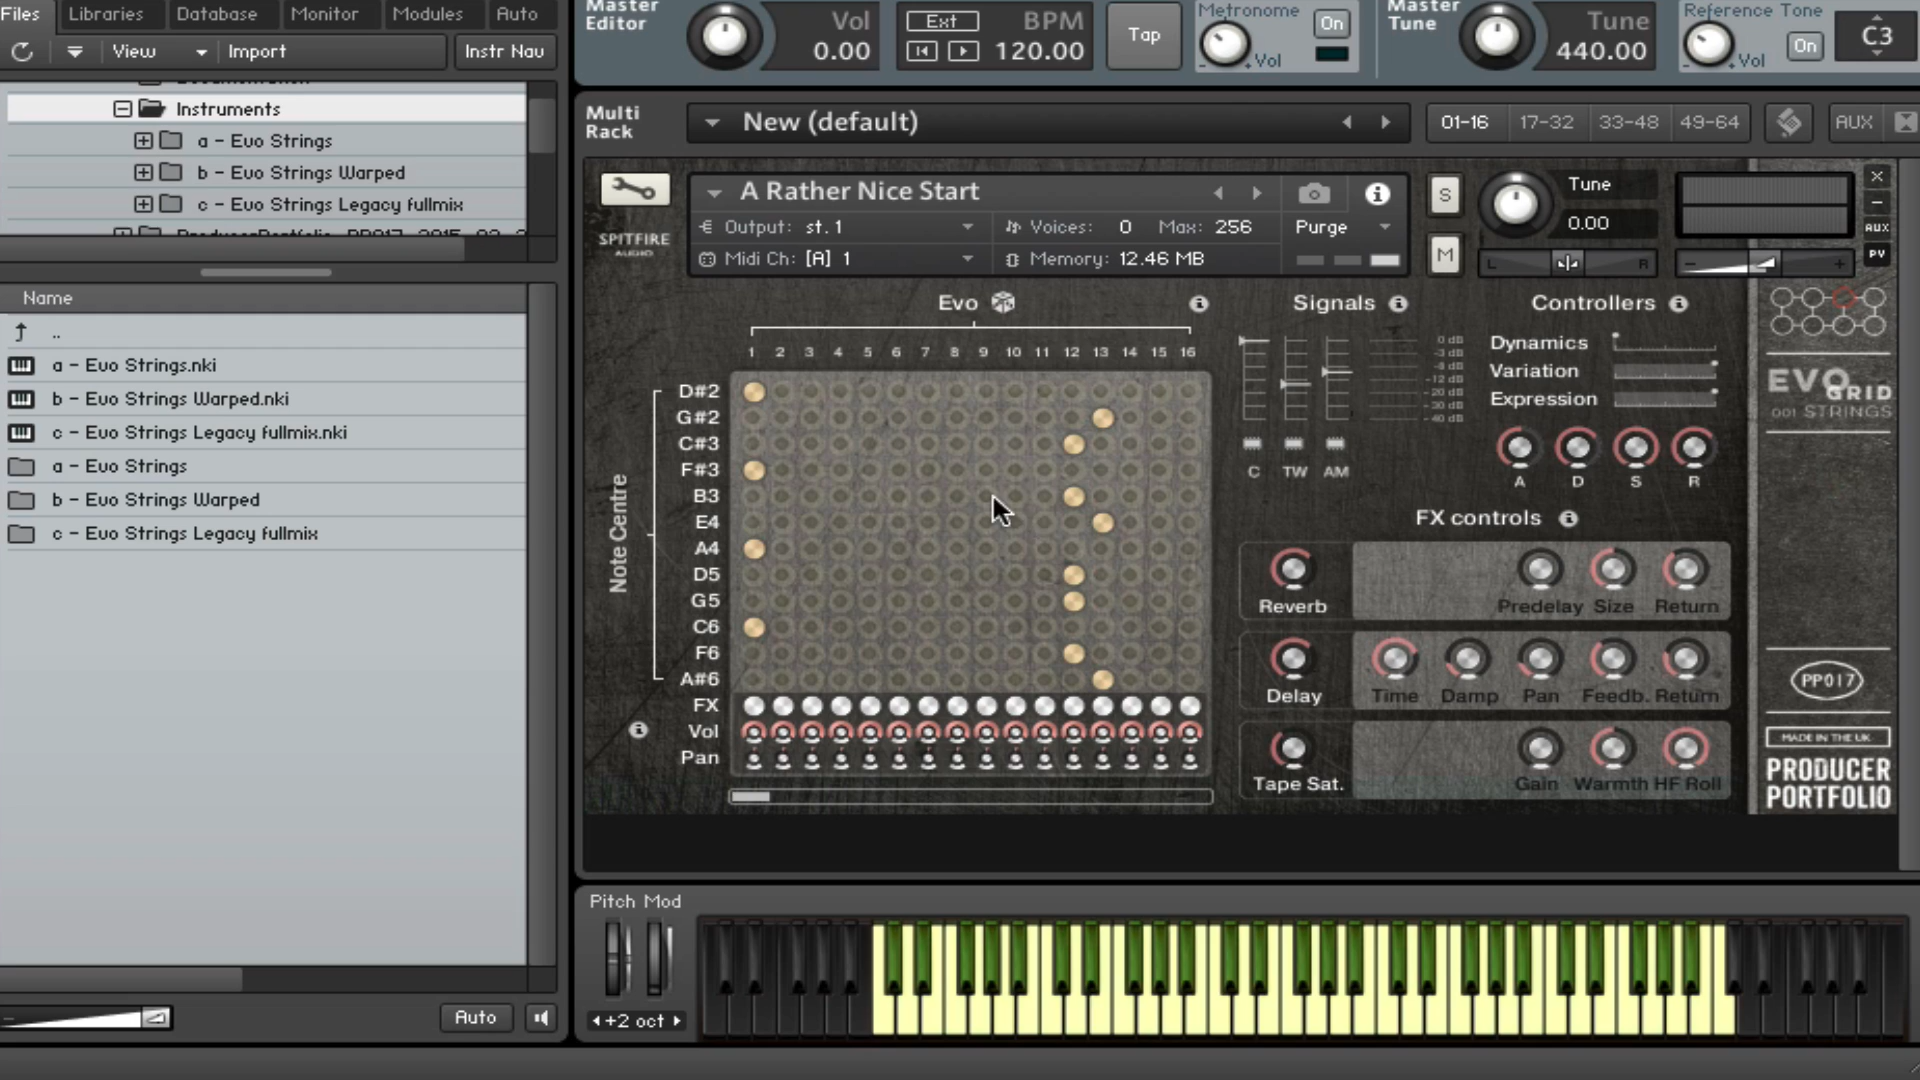 Files Libraries Database Monitor Modules Auto
View Import Instr Nav
Instruments
a - Evo Strings
b - Evo Strings Warped
c - Evo Strings Legacy fullmix
Name
..
a - Evo Strings.nki
b - Evo Strings Warped.nki
c - Evo Strings Legacy fullmix.nki
a - Evo Strings
b - Evo Strings Warped
c - Evo Strings Legacy fullmix
Auto
Master Editor
Vol 0.00
Ext BPM 120.00
Tap
Metronome On
Vol
Master Tune
Tune 440.00
Reference Tone
On
Vol
C3
Multi Rack
New (default)
01-16 17-32 33-48 49-64 AUX
SPITFIRE AUDIO
A Rather Nice Start
Output: st. 1 Voices: 0 Max: 256 Purge
Midi Ch: [A] 1 Memory: 12.46 MB
S
M
Tune
0.00
L R
- +
X
-
AUX
PV
Evo
1 2 3 4 5 6 7 8 9 10 11 12 13 14 15 16
Note Centre
D#2
G#2
C#3
F#3
B3
E4
A4
D5
G5
C6
F6
A#6
FX
Vol
Pan
Signals
0 dB
-40 dB
C TW AM
Controllers
Dynamics
Variation
Expression
A D S R
FX controls
Reverb Predelay Size Return
Delay Time Damp Pan Feedb. Return
Tape Sat. Gain Warmth HF Roll
EVO GRID
001 STRINGS
PP017
MADE IN THE UK
PRODUCER
PORTFOLIO
Pitch Mod
+2 oct